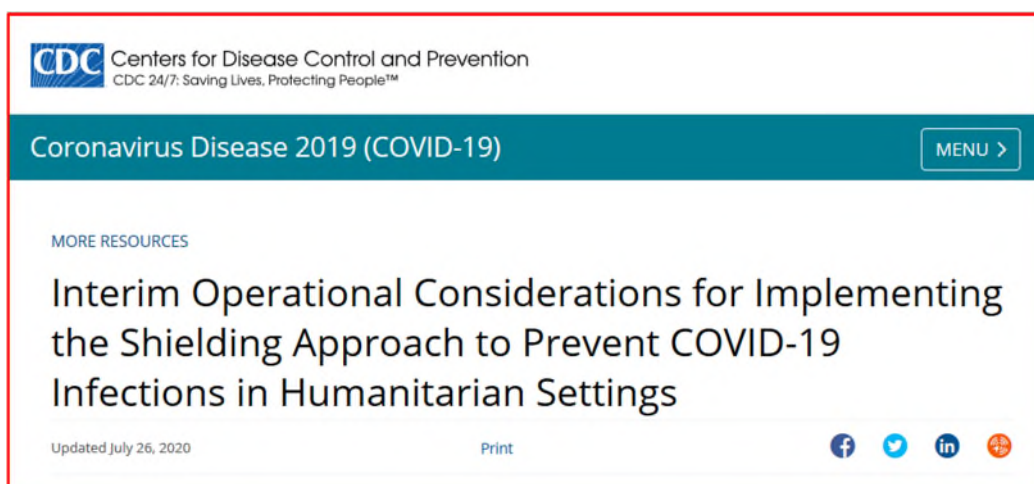 CDC Centers for Disease Control and Prevention
CDC 24/7: Saving Lives, Protecting People™
Coronavirus Disease 2019 (COVID-19)
MENU >
MORE RESOURCES
Interim Operational Considerations for Implementing
the Shielding Approach to Prevent COVID-19
Infections in Humanitarian Settings
Updated July 26, 2020
Print